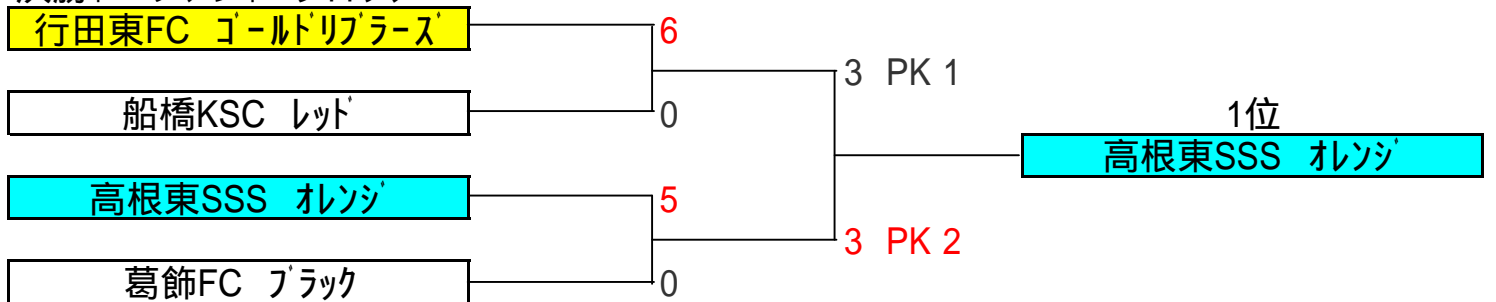 行田東FC ゴールドリブラーズ
6
3 PK 1
船橋KSC レッド
0
1位
高根東SSS オレンジ
高根東SSS オレンジ
5
3 PK 2
葛飾FC ブラック
0